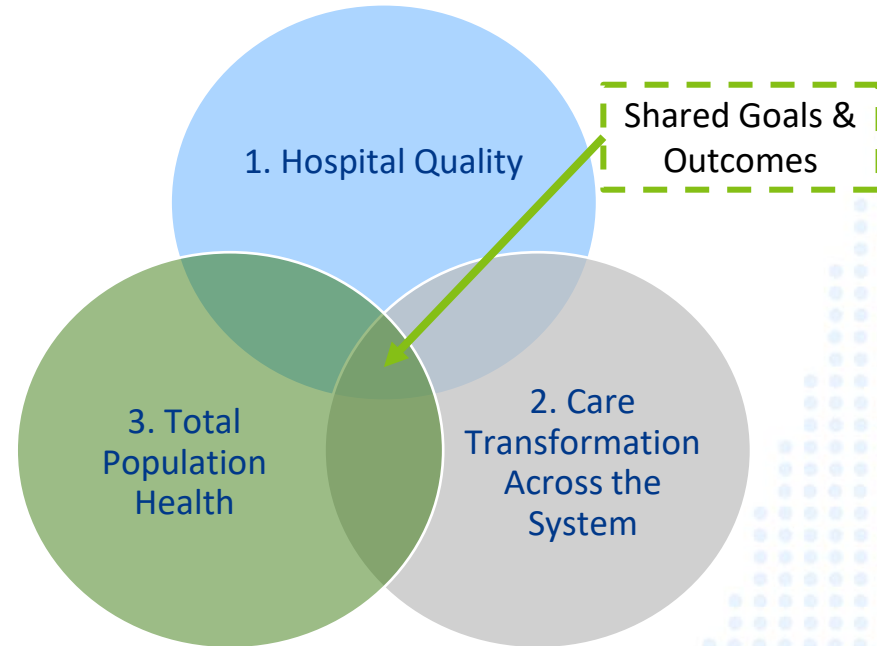 1. Hospital Quality
Shared Goals &
Outcomes
3. Total
Population
Health
2. Care
Transformation
Across the
System